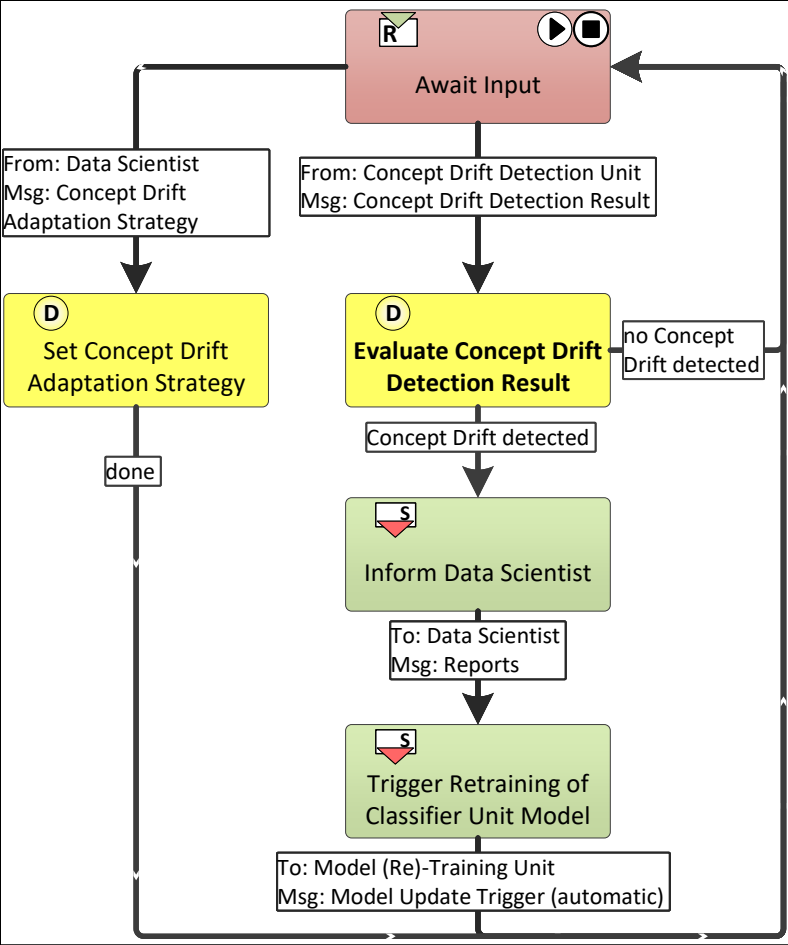 R
Await Input
From: Data Scientist
Msg: Concept Drift
Adaptation Strategy
From: Concept Drift Detection Unit
Msg: Concept Drift Detection Result
D
Set Concept Drift
Adaptation Strategy
D
Evaluate Concept Drift
Detection Result
no Concept
Drift detected
Concept Drift detected
done
S
Inform Data Scientist
To: Data Scientist
Msg: Reports
S
Trigger Retraining of
Classifier Unit Model
To: Model (Re)-Training Unit
Msg: Model Update Trigger (automatic)